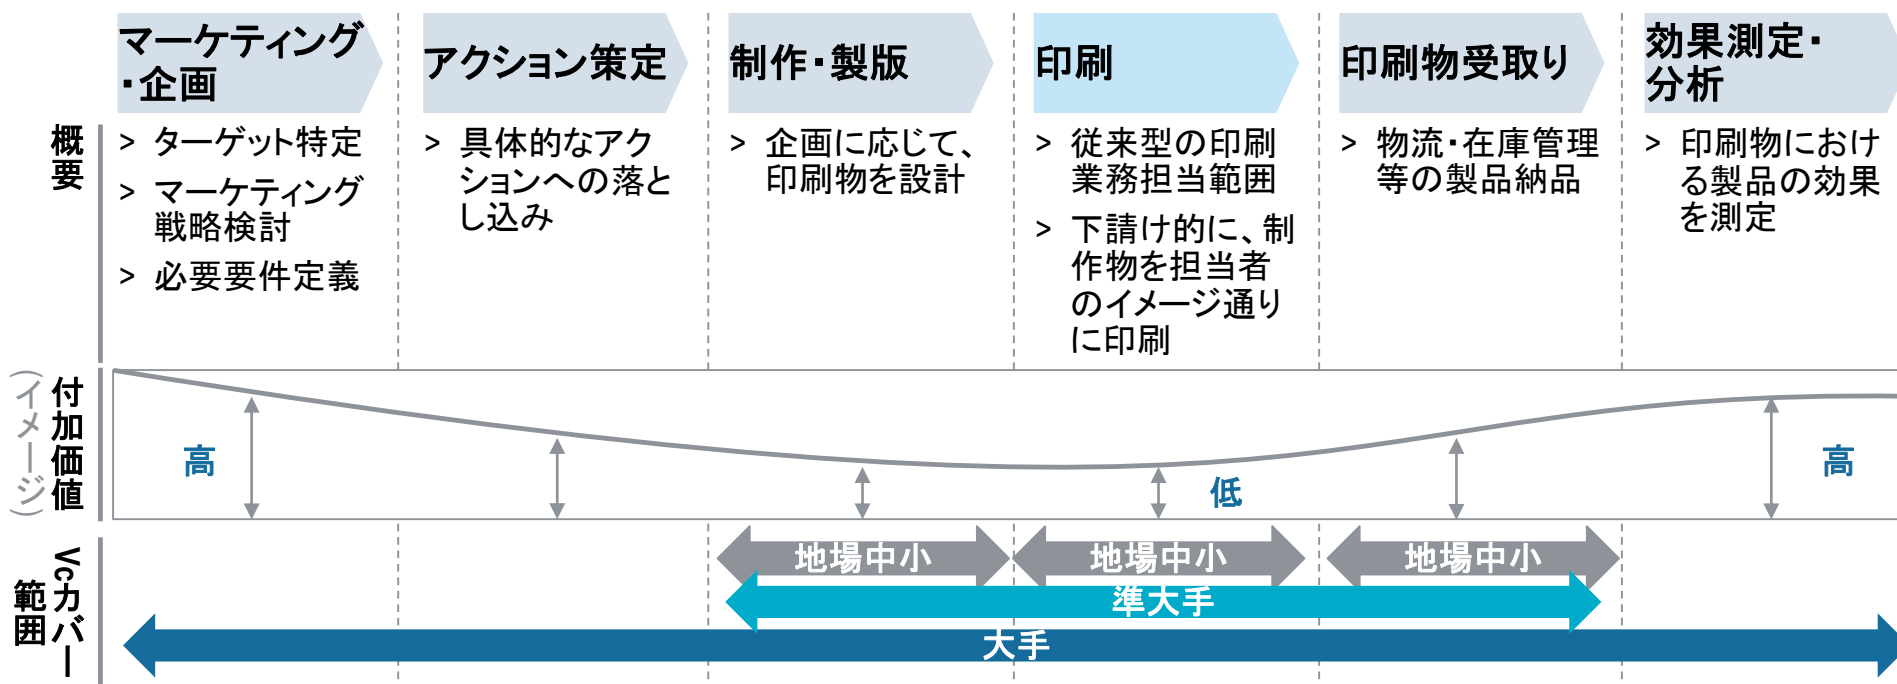 マーケティング
・企画
アクション策定
制作・製版
印刷
印刷物受取り
効果測定・
分析
概要
> ターゲット特定
> マーケティング
戦略検討
> 必要要件定義
> 具体的なアク
ションへの落と
し込み
> 企画に応じて、
印刷物を設計
> 従来型の印刷
業務担当範囲
> 下請け的に、制
作物を担当者
のイメージ通り
に印刷
> 物流・在庫管理
等の製品納品
> 印刷物におけ
る製品の効果
を測定
付加価値
(イメージ)
高
低
高
Vcカバー
範囲
地場中小
地場中小
地場中小
準大手
大手